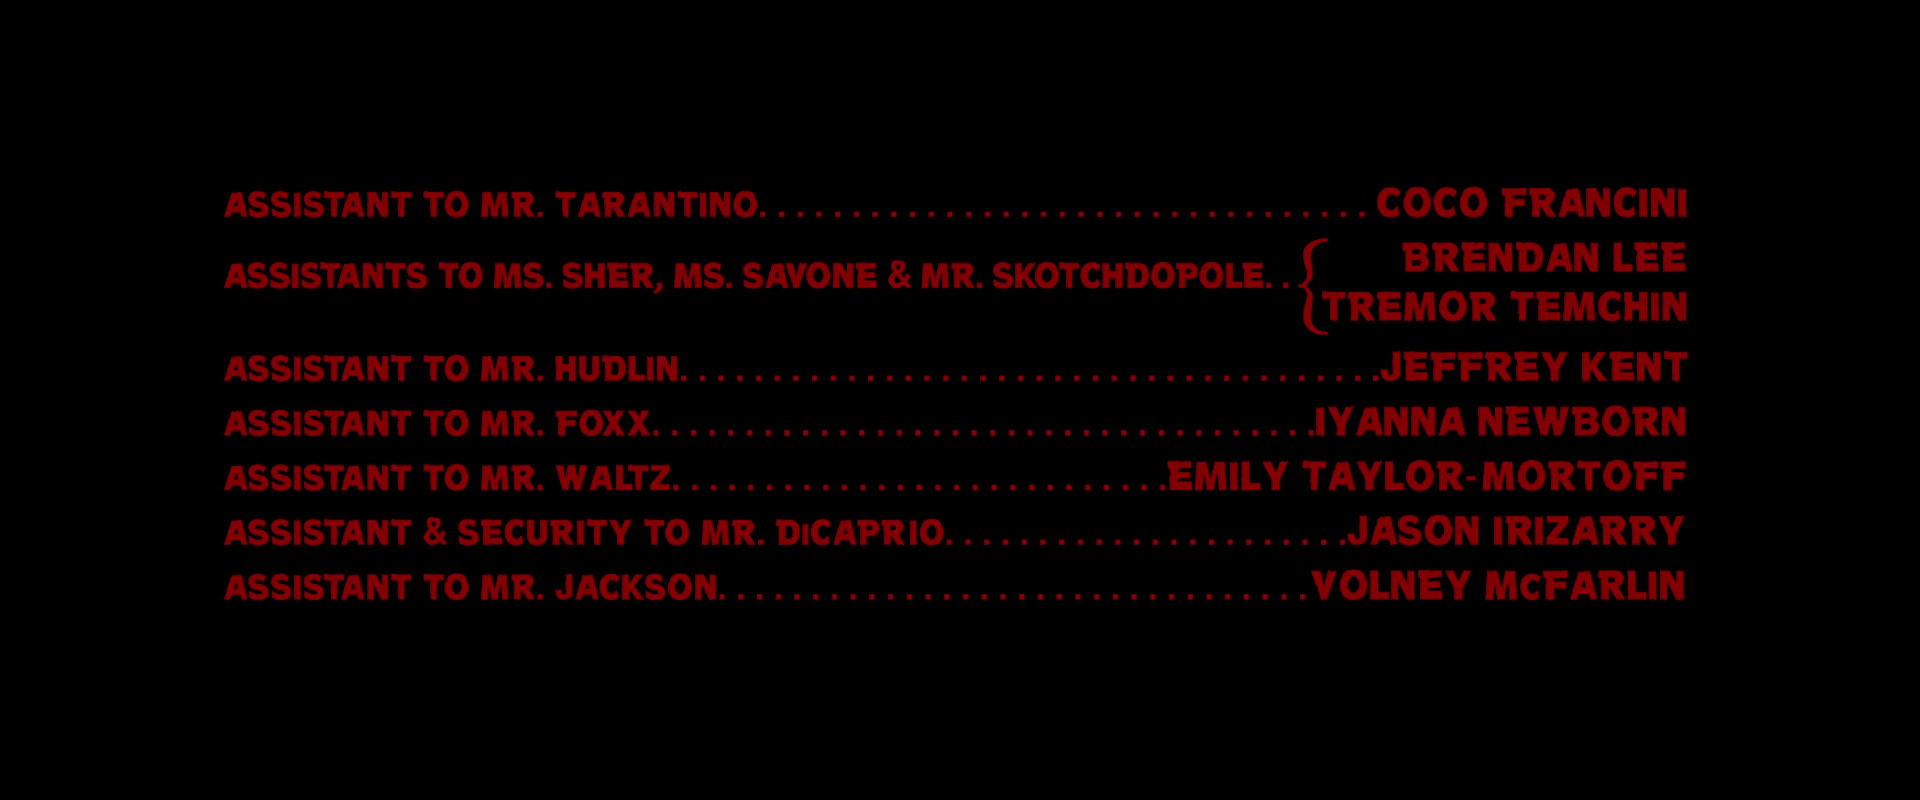 ASSISTANT TO MR. TARANTINO. . . . . . . . . . . . . . . . . . . . . . . . . . . . . . . . . COCO FRANCINI
ASSISTANTS TO MS. SHER, MS. SAVONE & MR. SKOTCHDOPOLE. . { BRENDAN LEE
TREMOR TEMCHIN
ASSISTANT TO MR. HUDLIN. . . . . . . . . . . . . . . . . . . . . . . . . . . . . . . . . . . . . .JEFFREY KENT
ASSISTANT TO MR. FOXX. . . . . . . . . . . . . . . . . . . . . . . . . . . . . . . . . . . .IYANNA NEWBORN
ASSISTANT TO MR. WALTZ. . . . . . . . . . . . . . . . . . . . . . . . . . .EMILY TAYLOR-MORTOFF
ASSISTANT & SECURITY TO MR. DiCAPRIO. . . . . . . . . . . . . . . . . . . . . .JASON IRIZARRY
ASSISTANT TO MR. JACKSON. . . . . . . . . . . . . . . . . . . . . . . . . . . . . . . .VOLNEY McFARLIN